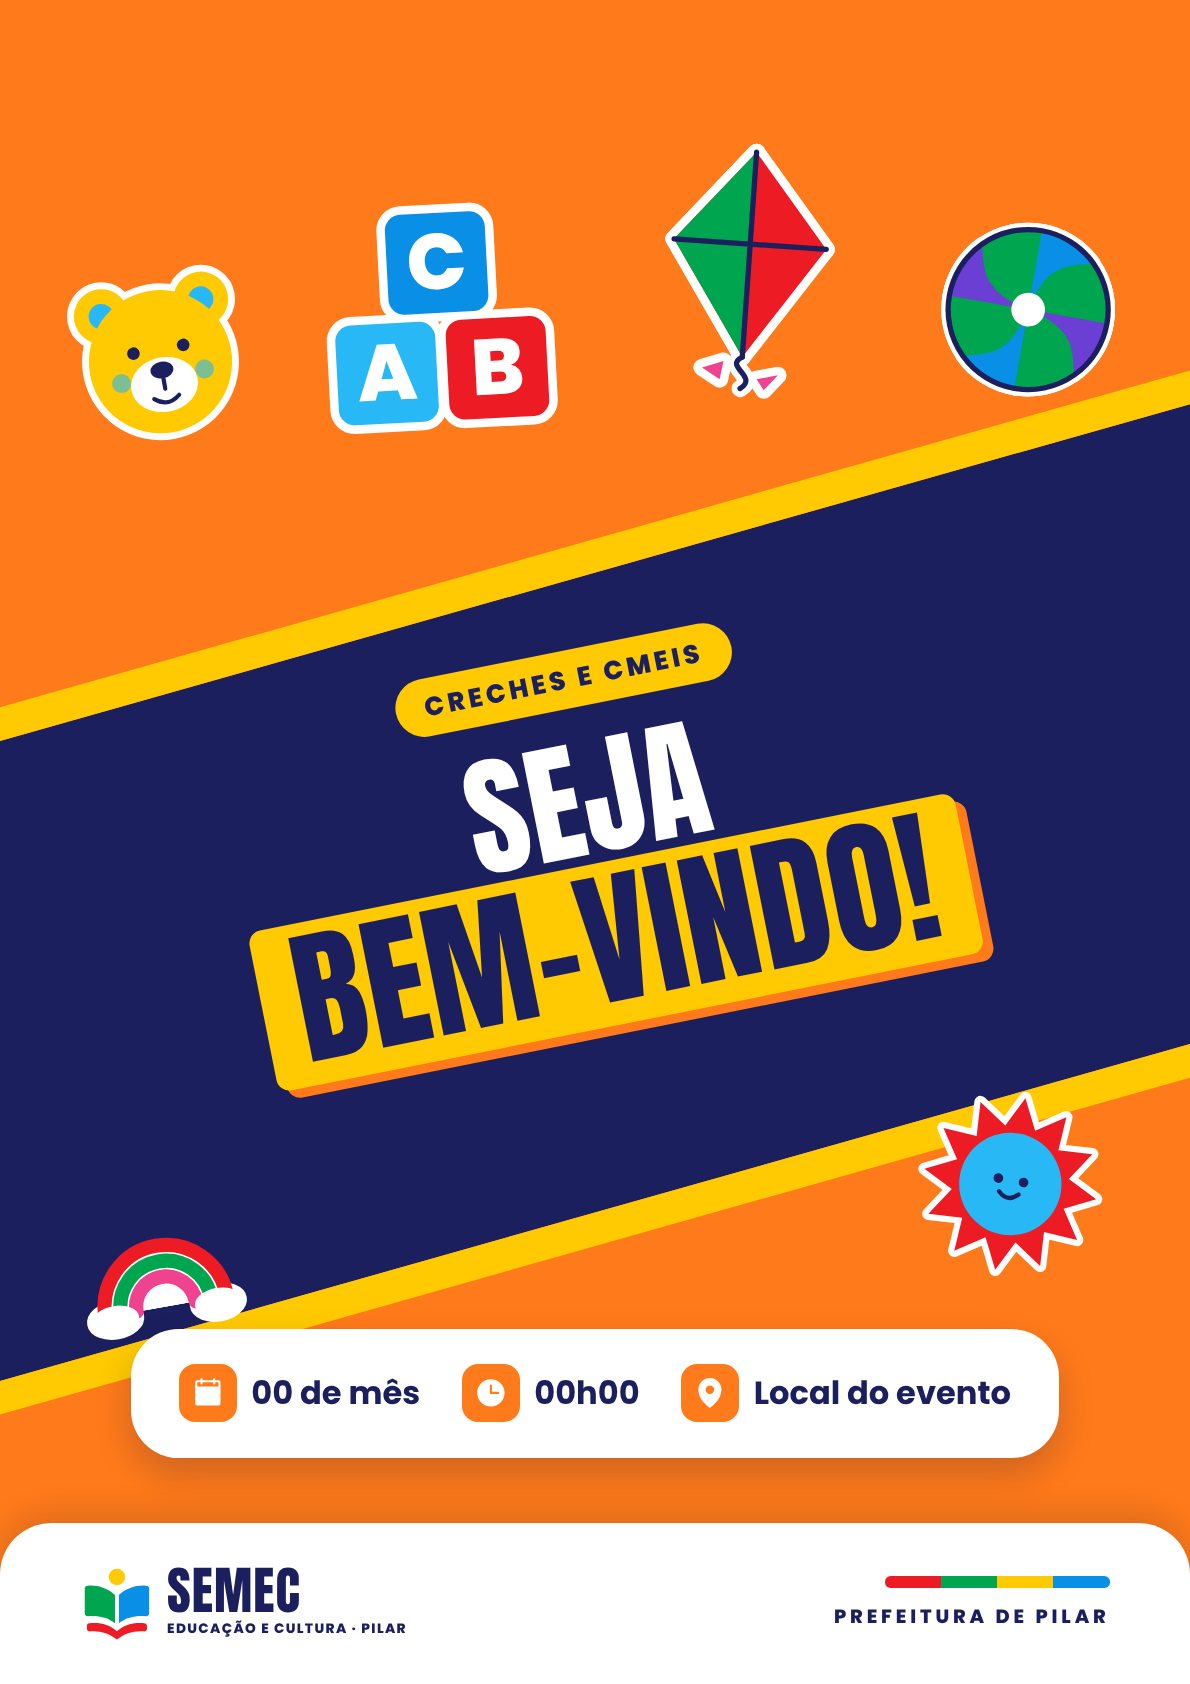 C
A B
CRECHES E CMEIS
SEJA
BEM-VINDO!
00 de mês 00h00 Local do evento
SEMEC
EDUCAÇÃO E CULTURA · PILAR
PREFEITURA DE PILAR